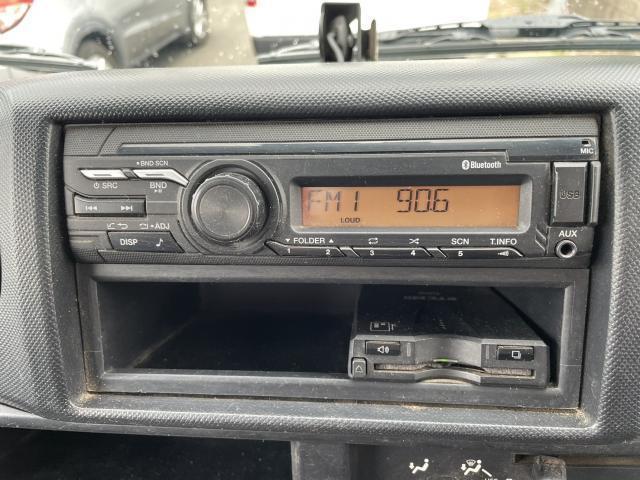 MIC
• BND SCN
Bluetooth
SRC
BND
USB
FM1 90.6
LOUD
• ADJ
DISP
AUX
FOLDER
SCN
T.INFO
1
2
3
4
5